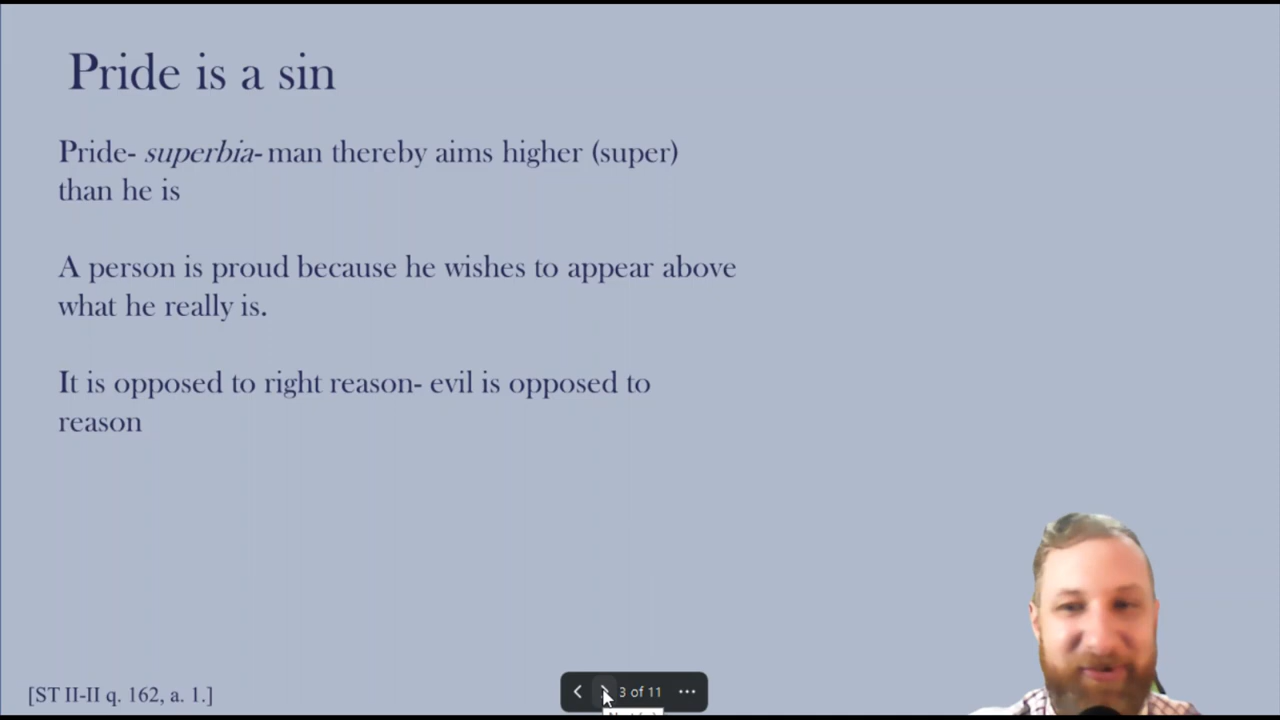 Pride is a sin
Pride- superbia- man thereby aims higher (super)
than he is
A person is proud because he wishes to appear above
what he really is.
It is opposed to right reason- evil is opposed to
reason
[ST II-II q. 162, a. 1.]
3 of 11